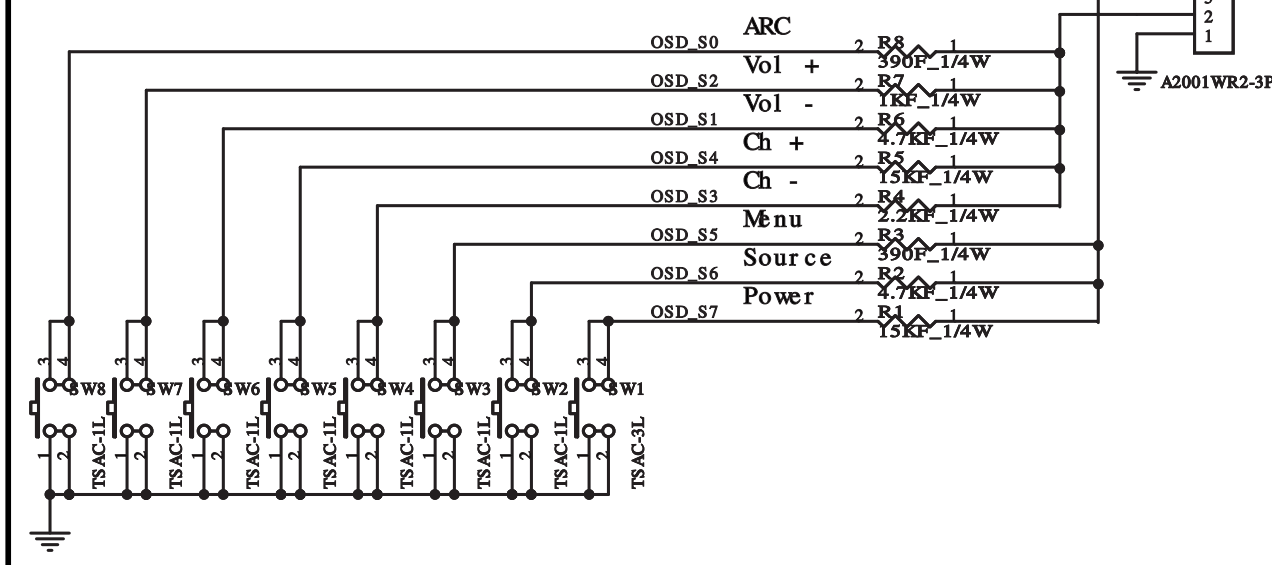 3
2
1
A2001WR2-3P
ARC
OSD_S0 2 R8 1
390F_1/4W
Vol +
OSD_S2 2 R7 1
1KF_1/4W
Vol -
OSD_S1 2 R6 1
4.7KF_1/4W
Ch +
OSD_S4 2 R5 1
15KF_1/4W
Ch -
OSD_S3 2 R4 1
2.2KF_1/4W
Menu
OSD_S5 2 R3 1
390F_1/4W
Source
OSD_S6 2 R2 1
4.7KF_1/4W
Power
OSD_S7 2 R1 1
15KF_1/4W
3 4 3 4 3 4 3 4 3 4 3 4 3 4 3 4
SW8 SW7 SW6 SW5 SW4 SW3 SW2 SW1
TSAC-1L TSAC-1L TSAC-1L TSAC-1L TSAC-1L TSAC-1L TSAC-1L TSAC-3L
1 2 1 2 1 2 1 2 1 2 1 2 1 2 1 2